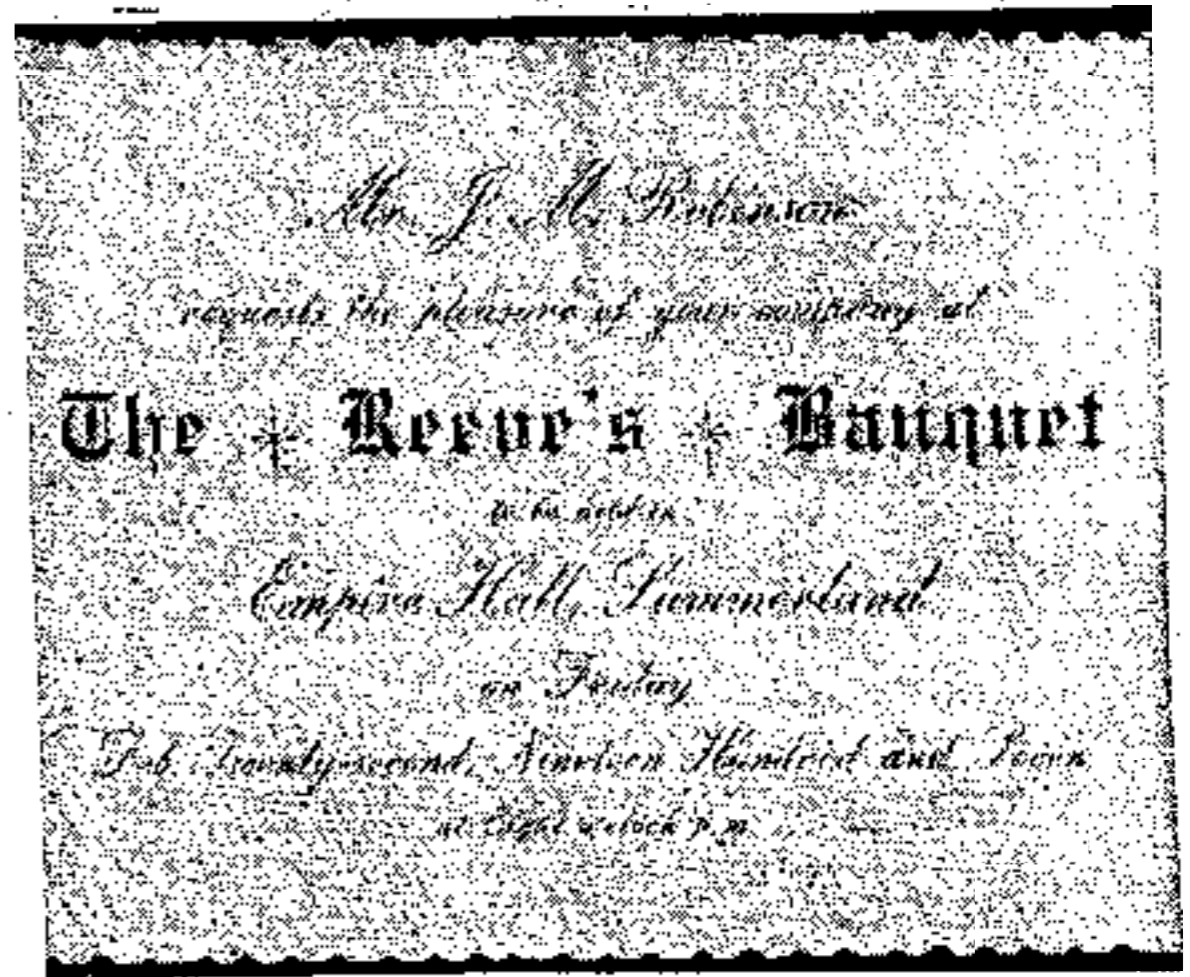 Mr. J. M. Robinson
requests the pleasure of your company at
The Reeve's Banquet
to be held in
Empire Hall, Summerland
on Friday
Feb Twenty-second, Nineteen Hundred and Seven
at Eight o'clock p.m.